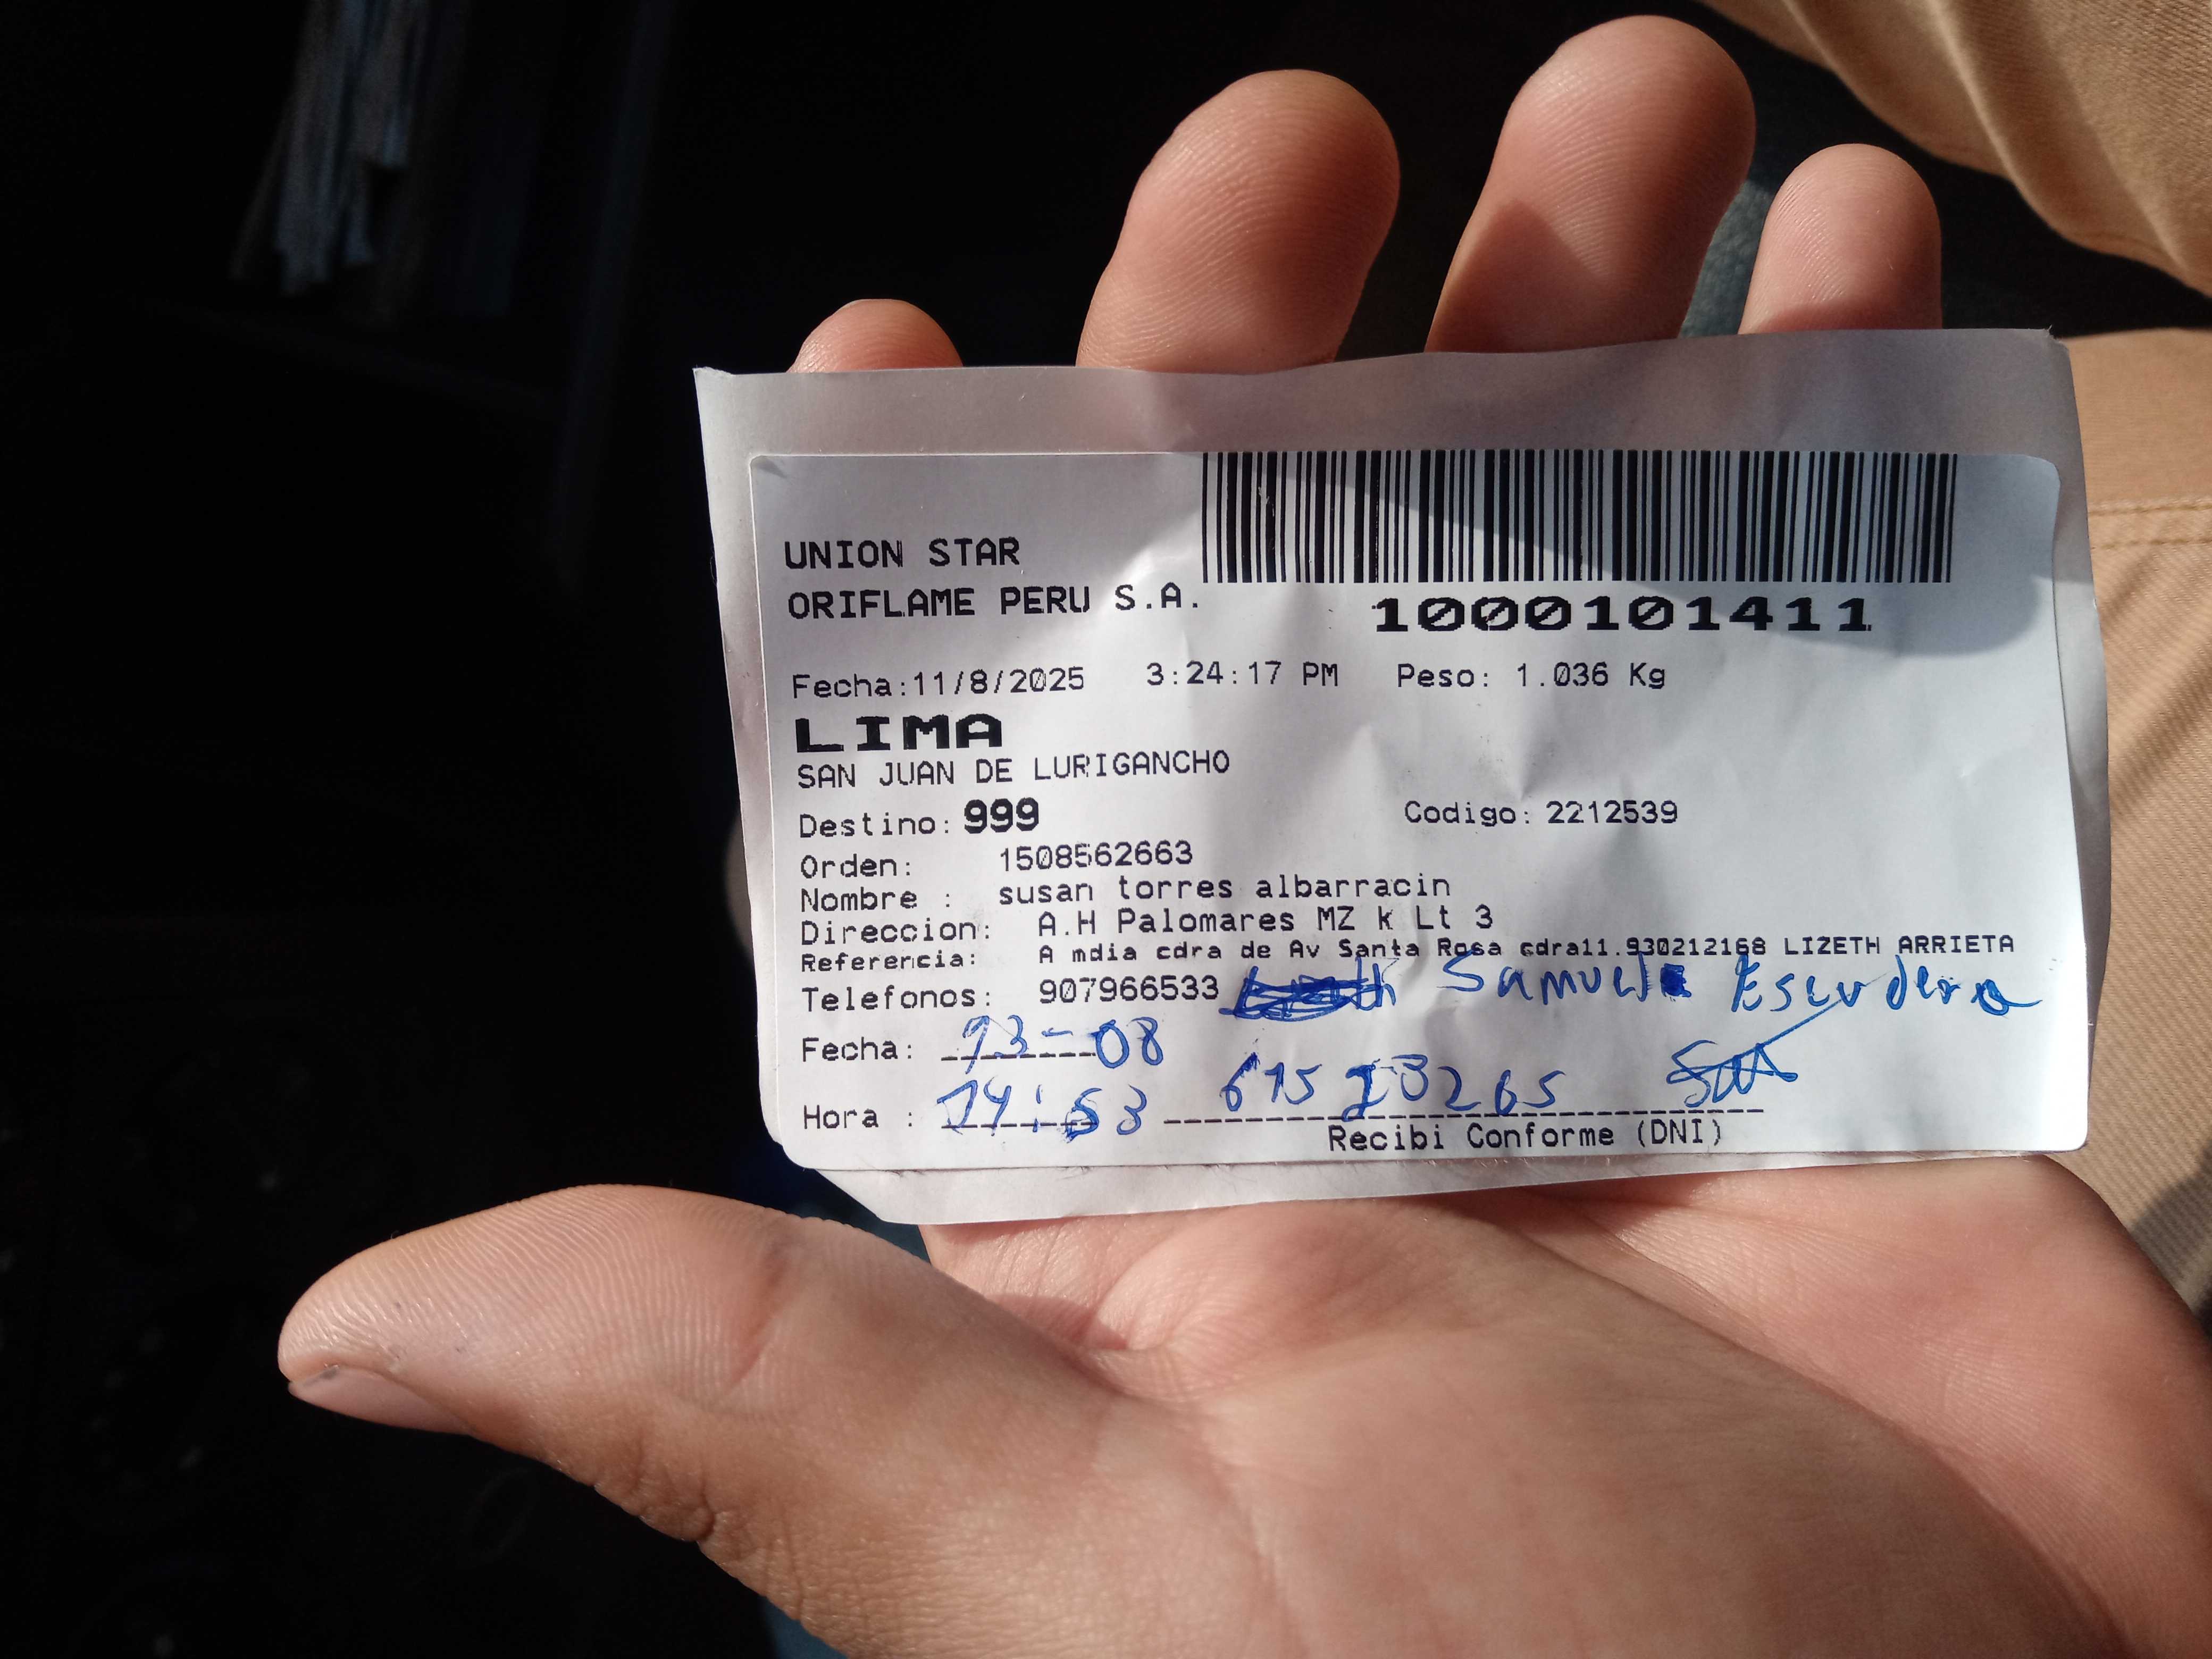 UNION STAR
ORIFLAME PERU S.A.
1000101411
Fecha:11/8/2025 3:24:17 PM Peso: 1.036 Kg
LIMA
SAN JUAN DE LURIGANCHO
Destino: 999 Codigo: 2212539
Orden: 1508562663
Nombre : susan torres albarracin
Direccion: A.H Palomares MZ k Lt 3
Referencia: A mdia cdra de Av Santa Rosa cdra11.930212168 LIZETH ARRIETA
Telefonos: 907966533 Samuel Escudero
Fecha: 13-08
Hora : 14:53
Recibi Conforme (DNI)